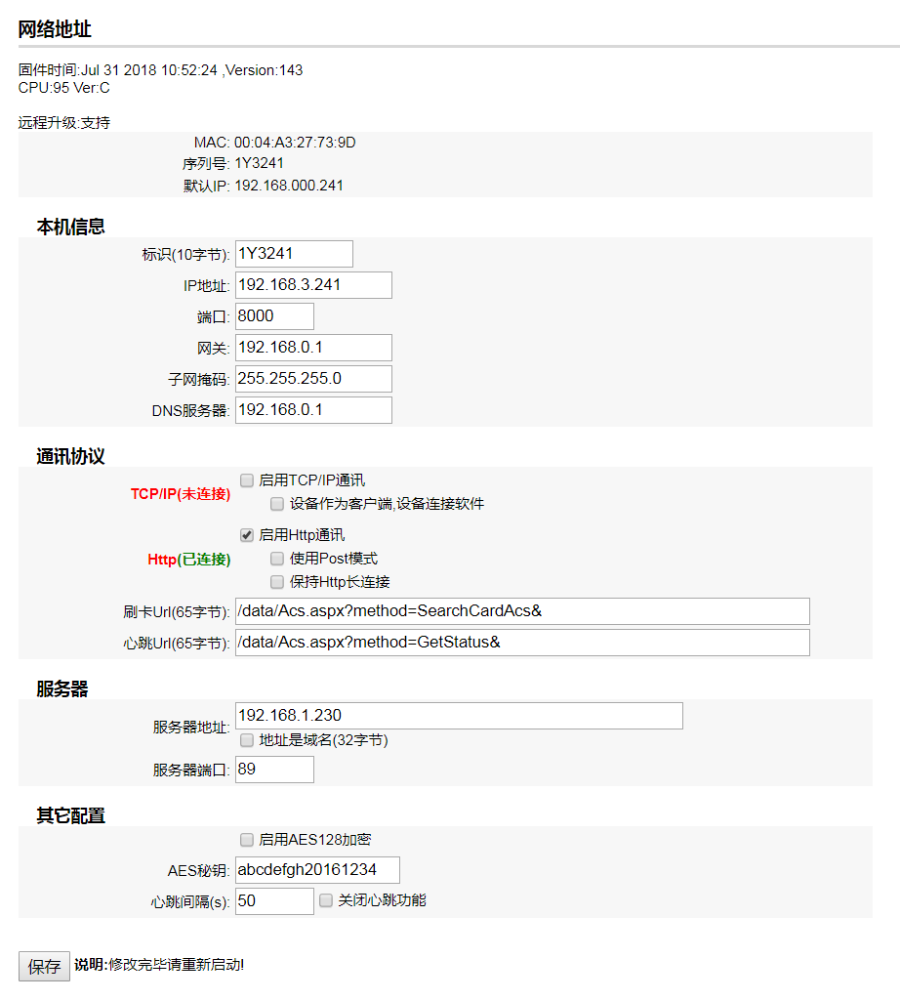 网络地址
固件时间:Jul 31 2018 10:52:24 ,Version:143
CPU:95 Ver:C
远程升级:支持
MAC: 00:04:A3:27:73:9D
序列号: 1Y3241
默认IP: 192.168.000.241
本机信息
标识(10字节): 1Y3241
IP地址: 192.168.3.241
端口: 8000
网关: 192.168.0.1
子网掩码: 255.255.255.0
DNS服务器: 192.168.0.1
通讯协议
TCP/IP(未连接)
启用TCP/IP通讯
设备作为客户端,设备连接软件
Http(已连接)
启用Http通讯
使用Post模式
保持Http长连接
刷卡Url(65字节): /data/Acs.aspx?method=SearchCardAcs&
心跳Url(65字节): /data/Acs.aspx?method=GetStatus&
服务器
服务器地址: 192.168.1.230
地址是域名(32字节)
服务器端口: 89
其它配置
启用AES128加密
AES秘钥: abcdefgh20161234
心跳间隔(s): 50 关闭心跳功能
保存 说明:修改完毕请重新启动!